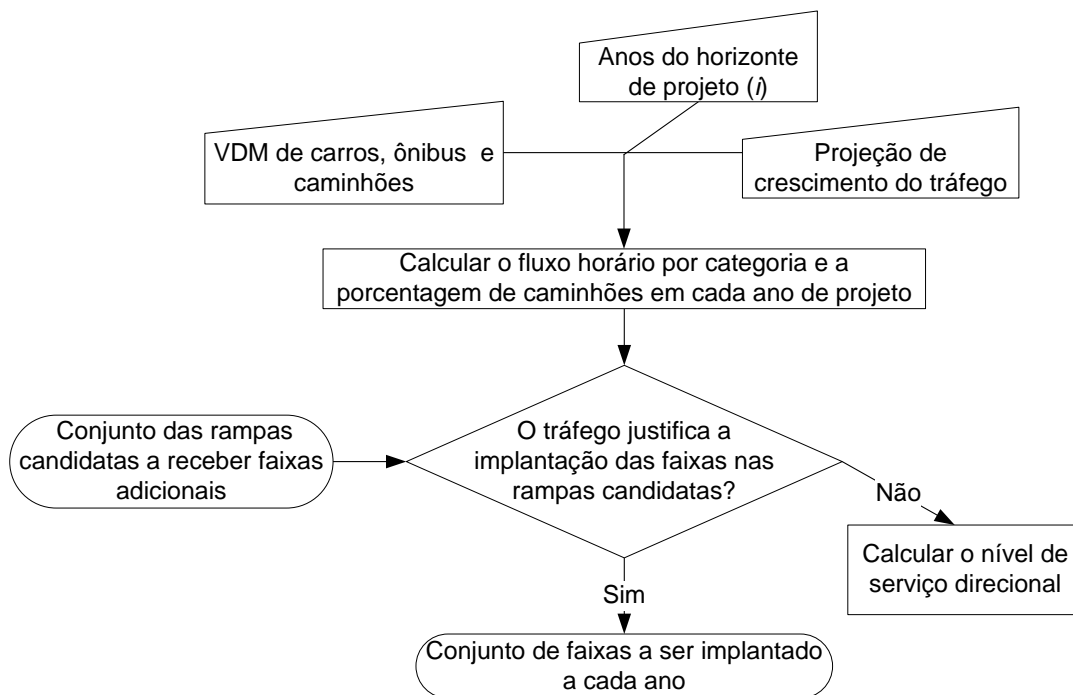 Anos do horizonte
de projeto (i)
VDM de carros, ônibus e
caminhões
Projeção de
crescimento do tráfego
Calcular o fluxo horário por categoria e a
porcentagem de caminhões em cada ano de projeto
Conjunto das rampas
candidatas a receber faixas
adicionais
O tráfego justifica a
implantação das faixas nas
rampas candidatas?
Não
Calcular o nível de
serviço direcional
Sim
Conjunto de faixas a ser implantado
a cada ano